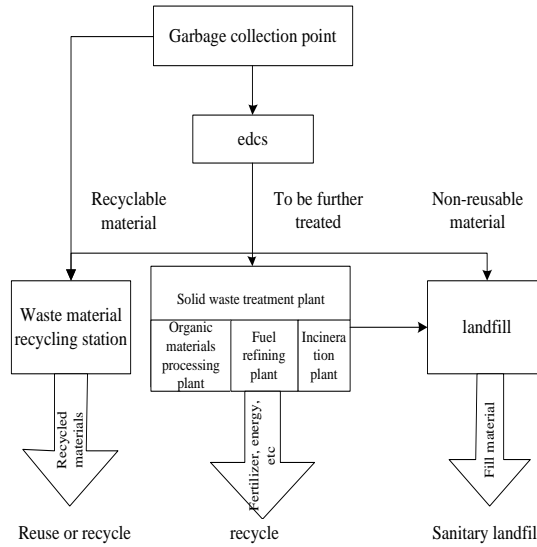 Garbage collection point
edcs
Recyclable
material
To be further
treated
Non-reusable
material
Waste material
recycling station
Solid waste treatment plant
Organic
materials
processing
plant
Fuel
refining
plant
Incinera
tion
plant
landfill
Recycled
materials
Fertilizer, energy,
etc
Fill material
Reuse or recycle
recycle
Sanitary landfil